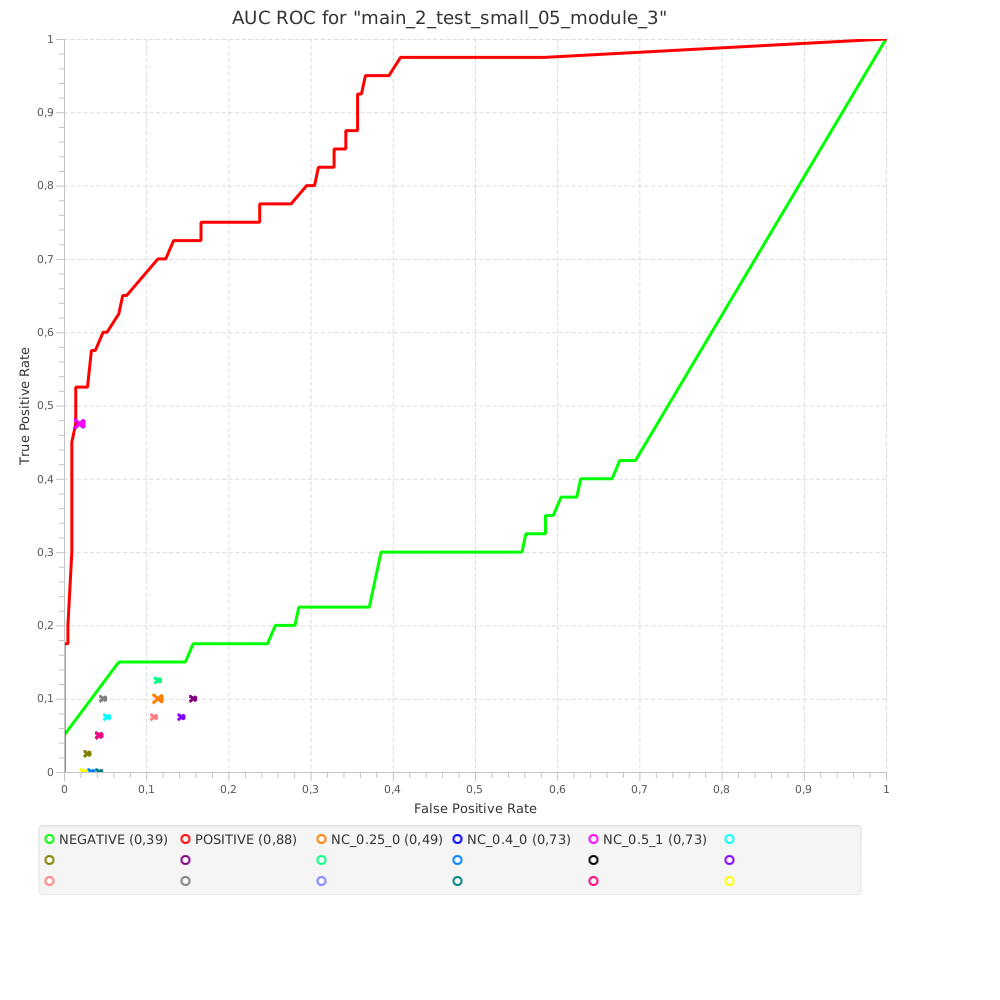 AUC ROC for "main_2_test_small_05_module_3"
1
0,9
0,8
0,7
0,6
0,5
0,4
0,3
0,2
0,1
0
True Positive Rate
0 0,1 0,2 0,3 0,4 0,5 0,6 0,7 0,8 0,9 1
False Positive Rate
NEGATIVE (0,39) POSITIVE (0,88) NC_0.25_0 (0,49) NC_0.4_0 (0,73) NC_0.5_1 (0,73)